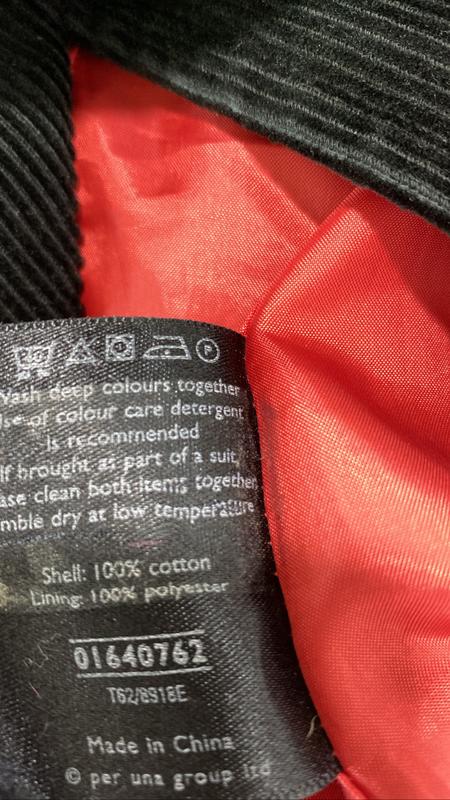 Wash deep colours together
Use of colour care detergent
is recommended
If brought as part of a suit,
ase clean both items together
mble dry at low temperature
Shell: 100% cotton
Lining: 100% polyester
01640762
T62/8918E
Made in China
© per una group ltd